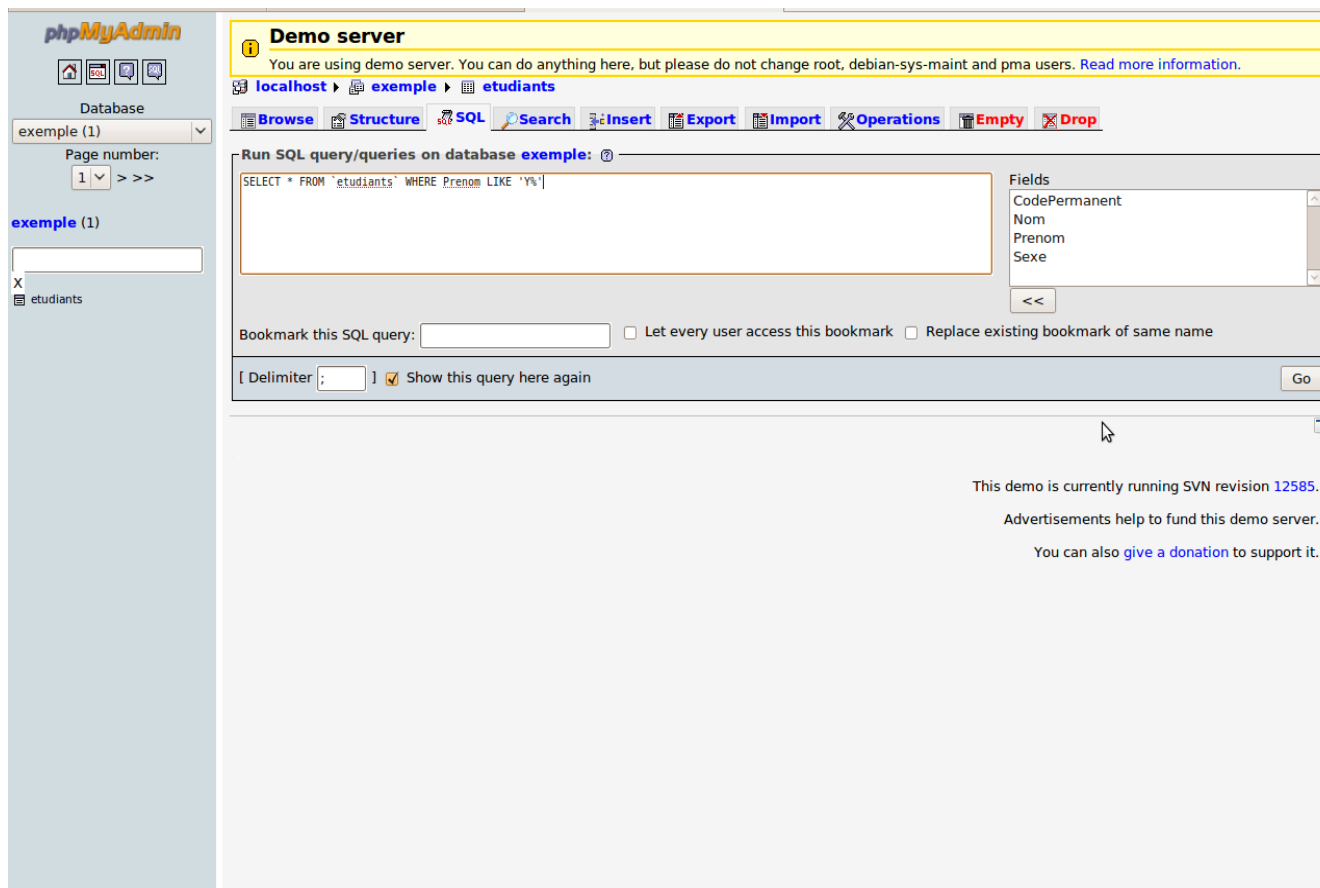 phpMyAdmin
Database
exemple (1)
Page number:
1 > >>
exemple (1)
X
etudiants
Demo server
You are using demo server. You can do anything here, but please do not change root, debian-sys-maint and pma users. Read more information.
localhost exemple etudiants
Browse Structure SQL Search Insert Export Import Operations Empty Drop
Run SQL query/queries on database exemple:
SELECT * FROM `etudiants` WHERE Prenom LIKE 'Y%'
Fields
CodePermanent
Nom
Prenom
Sexe
<<
Bookmark this SQL query: Let every user access this bookmark Replace existing bookmark of same name
[ Delimiter ; ] Show this query here again
Go
This demo is currently running SVN revision 12585.
Advertisements help to fund this demo server.
You can also give a donation to support it.